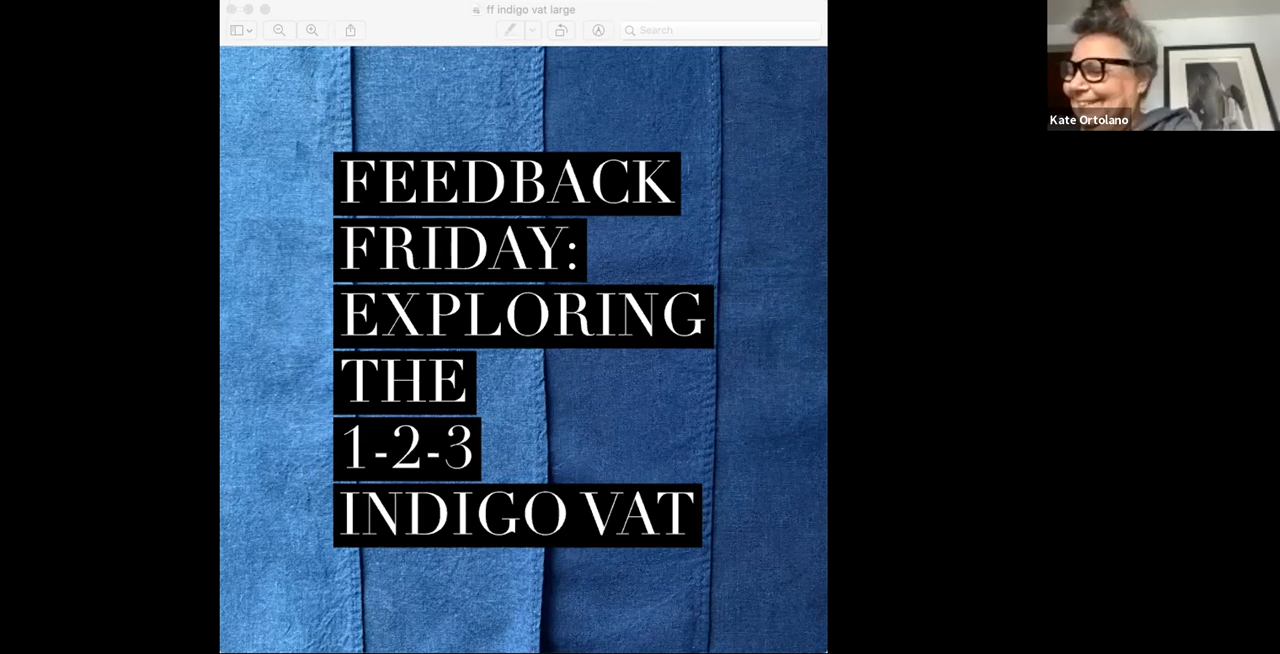 ff indigo vat large
Search
Kate Ortolano
FEEDBACK
FRIDAY:
EXPLORING
THE
1-2-3
INDIGO VAT